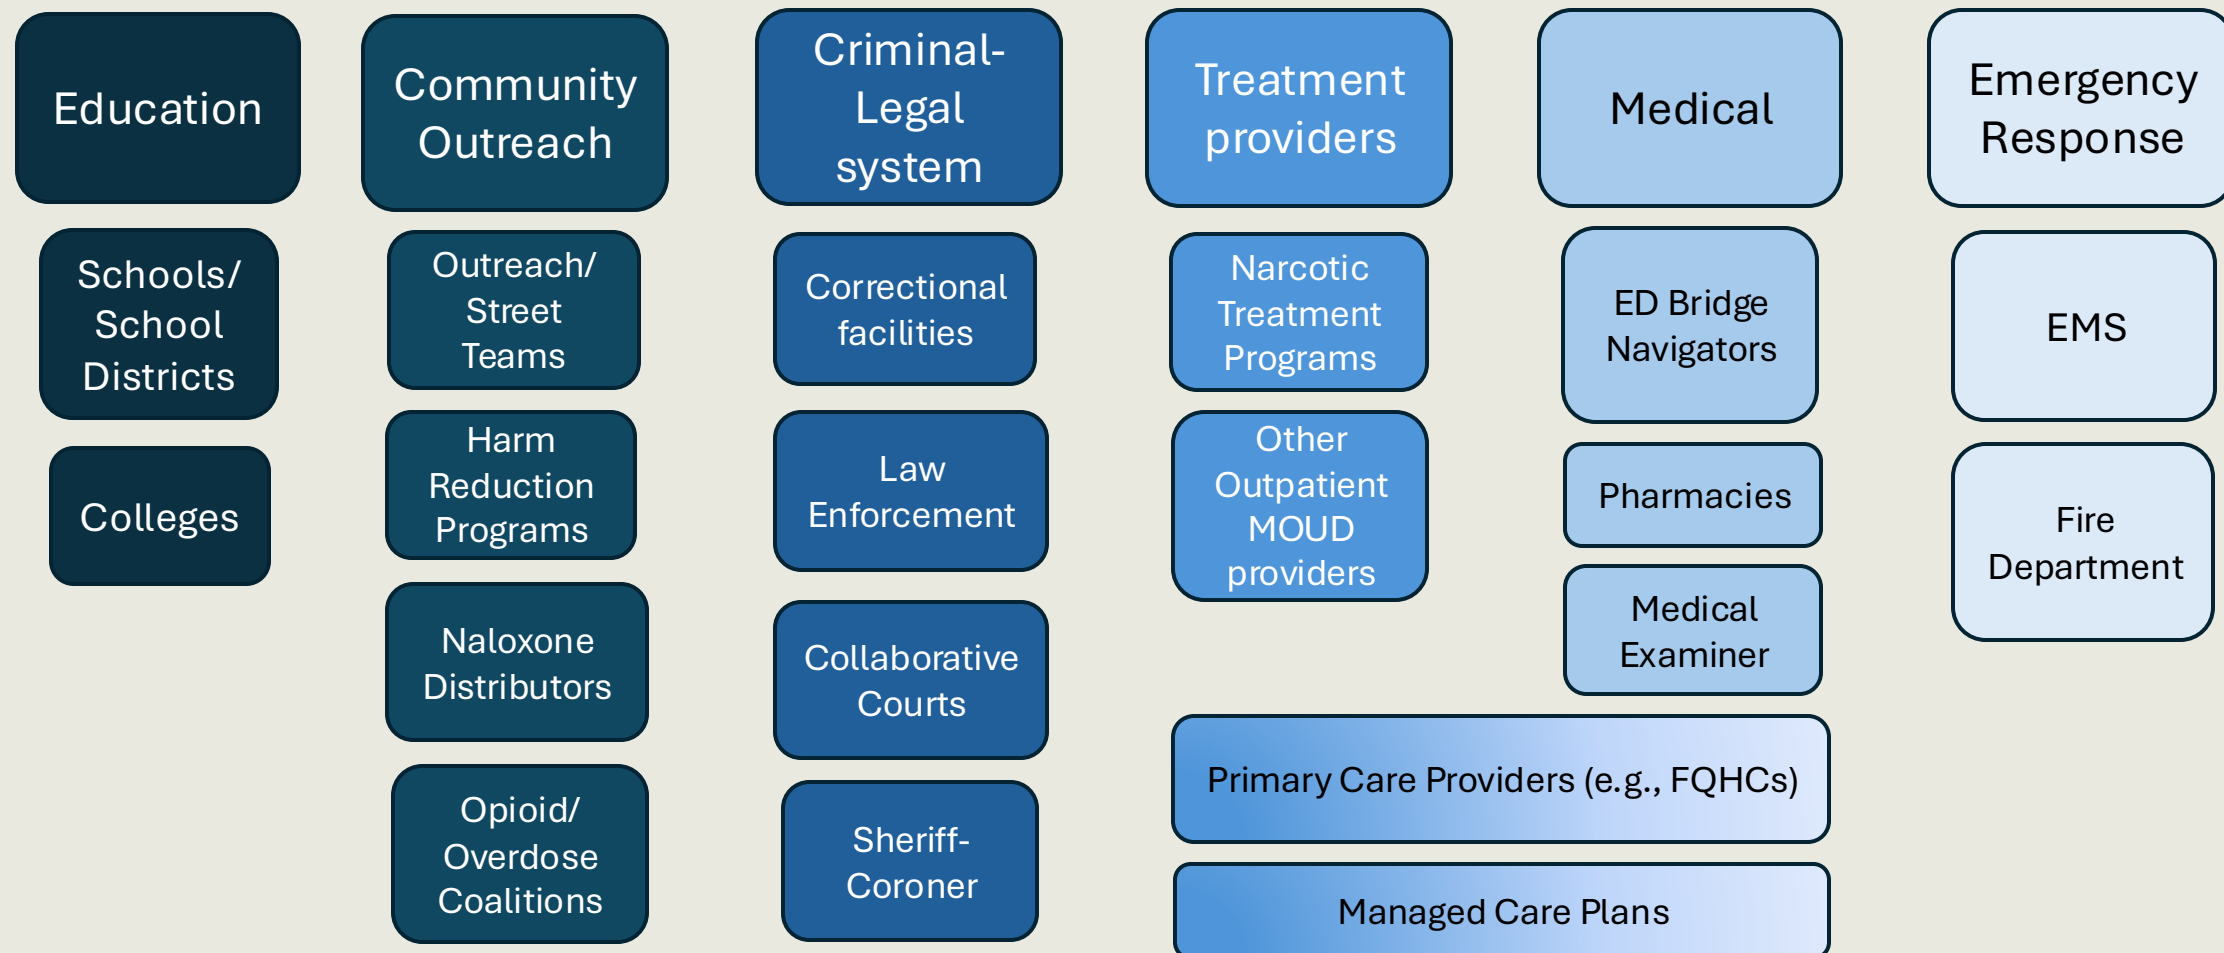 Education
Community
Outreach
Criminal-
Legal
system
Treatment
providers
Medical
Emergency
Response
Schools/
School
Districts
Colleges
Outreach/
Street
Teams
Harm
Reduction
Programs
Naloxone
Distributors
Opioid/
Overdose
Coalitions
Correctional
facilities
Law
Enforcement
Collaborative
Courts
Sheriff-
Coroner
Narcotic
Treatment
Programs
Other
Outpatient
MOUD
providers
ED Bridge
Navigators
Pharmacies
Medical
Examiner
Primary Care Providers (e.g., FQHCs)
Managed Care Plans
EMS
Fire
Department